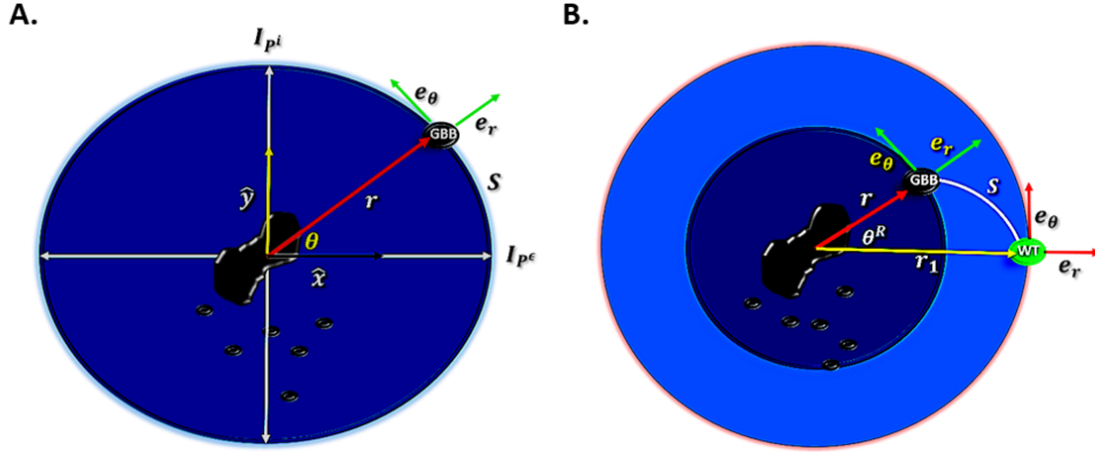 A.
B.
I_{P^i}
e_θ
e_r
GBB
S
ŷ
r
θ
x̂
I_{P^ϵ}
e_θ
e_r
GBB
S
r
θ^R
r_1
e_θ
WT
e_r